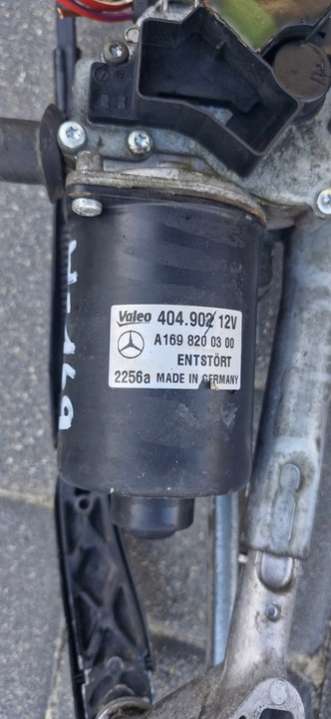 Valeo 404.902 12V
A169 820 03 00
ENTSTÖRT
2256a MADE IN GERMANY